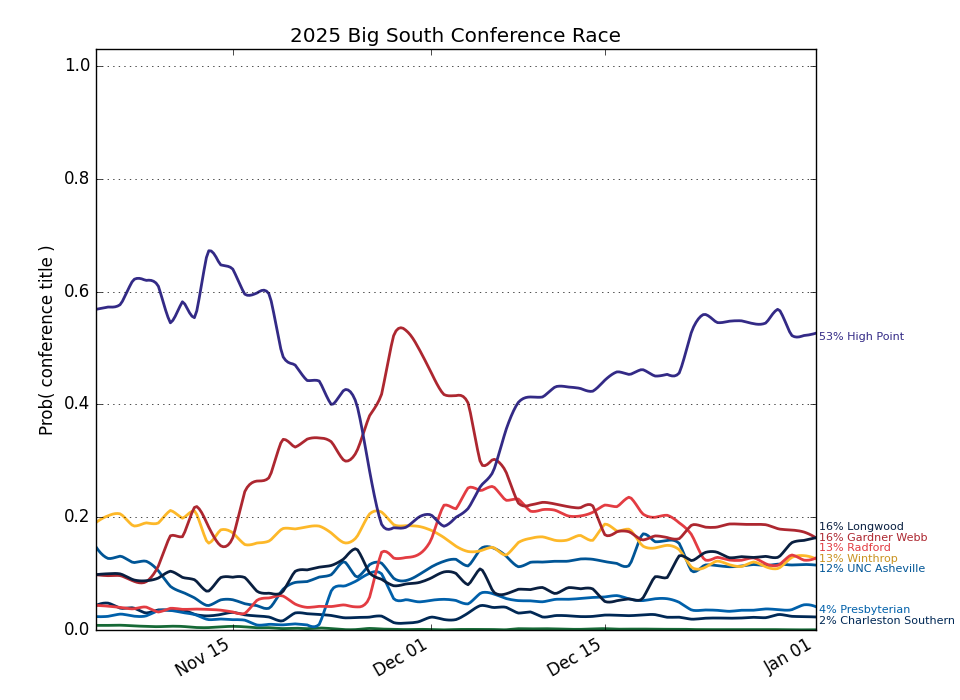 2025 Big South Conference Race
Prob( conference title )
1.0
0.8
0.6
0.4
0.2
0.0
Nov 15
Dec 01
Dec 15
Jan 01
53% High Point
16% Longwood
16% Gardner Webb
13% Radford
13% Winthrop
12% UNC Asheville
4% Presbyterian
2% Charleston Southern